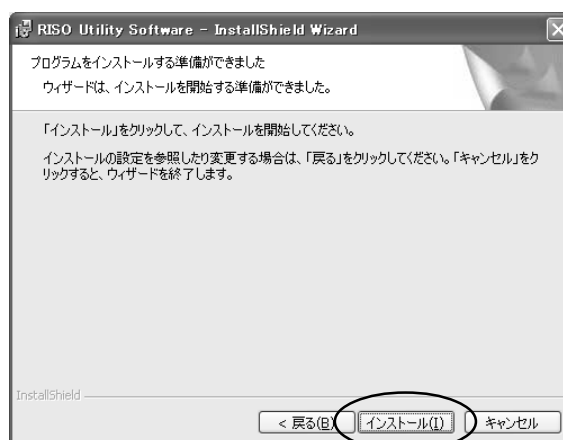 RISO Utility Software - InstallShield Wizard
プログラムをインストールする準備ができました
ウィザードは、インストールを開始する準備ができました。
「インストール」をクリックして、インストールを開始してください。
インストールの設定を参照したり変更する場合は、「戻る」をクリックしてください。「キャンセル」をク
リックすると、ウィザードを終了します。
InstallShield
< 戻る(B) インストール(I) キャンセル